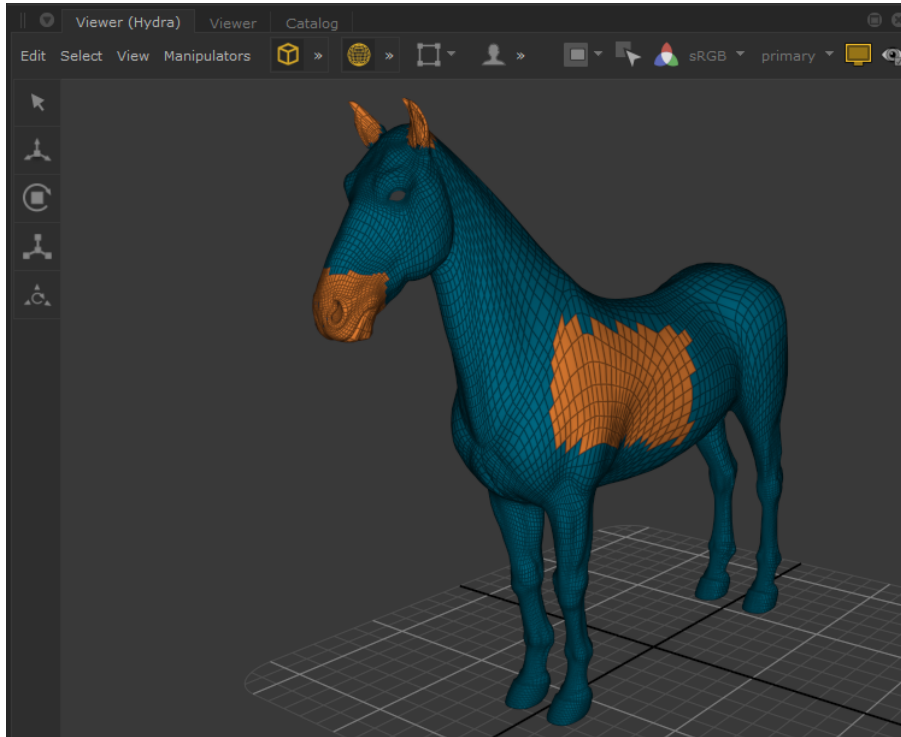 Viewer (Hydra) Viewer Catalog
Edit Select View Manipulators » » » sRGB primary